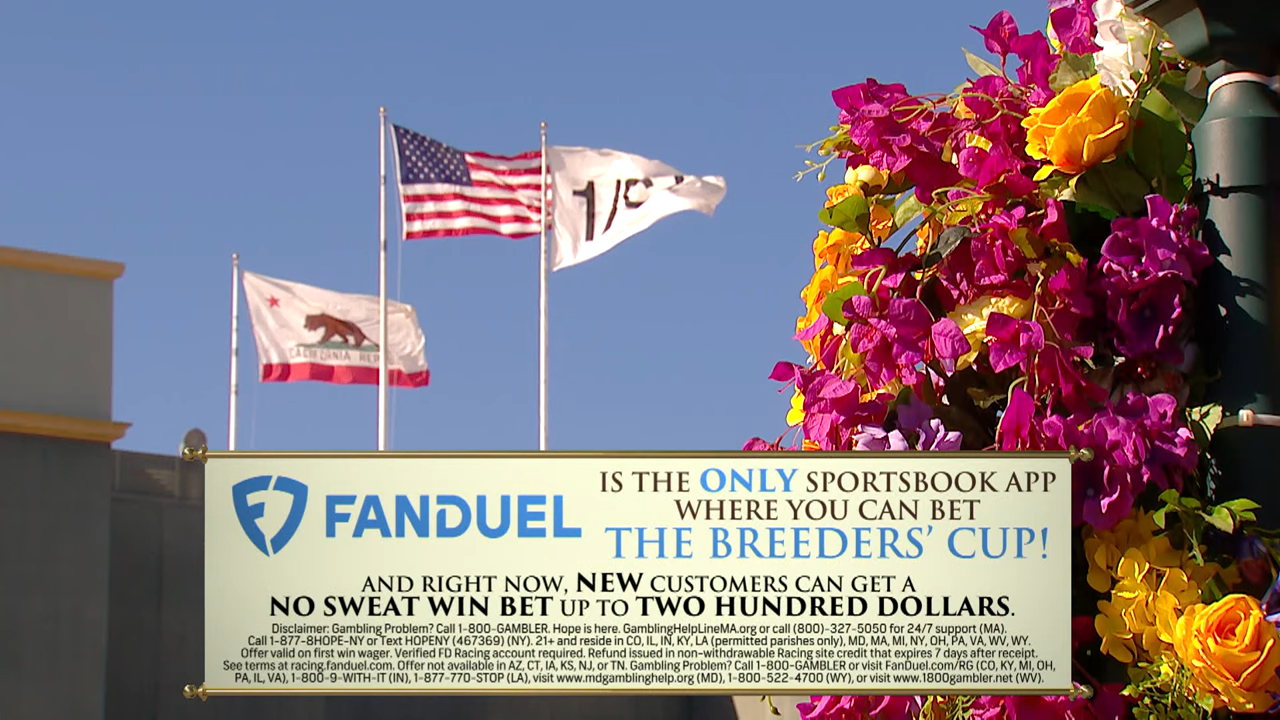 1/
CALIFORNIA REP
FANDUEL
IS THE ONLY SPORTSBOOK APP
WHERE YOU CAN BET
THE BREEDERS' CUP!
AND RIGHT NOW, NEW CUSTOMERS CAN GET A
NO SWEAT WIN BET UP TO TWO HUNDRED DOLLARS.
Disclaimer: Gambling Problem? Call 1-800-GAMBLER. Hope is here. GamblingHelpLineMA.org or call (800)-327-5050 for 24/7 support (MA).
Call 1-877-8HOPE-NY or Text HOPENY (467369) (NY). 21+ and reside in CO, IL, IN, KY, LA (permitted parishes only), MD, MA, MI, NY, OH, PA, VA, WV, WY.
Offer valid on first win wager. Verified FD Racing account required. Refund issued in non-withdrawable Racing site credit that expires 7 days after receipt.
See terms at racing.fanduel.com. Offer not available in AZ, CT, IA, KS, NJ, or TN. Gambling Problem? Call 1-800-GAMBLER or visit FanDuel.com/RG (CO, KY, MI, OH,
PA, IL, VA), 1-800-9-WITH-IT (IN), 1-877-770-STOP (LA), visit www.mdgamblinghelp.org (MD), 1-800-522-4700 (WY), or visit www.1800gambler.net (WV).